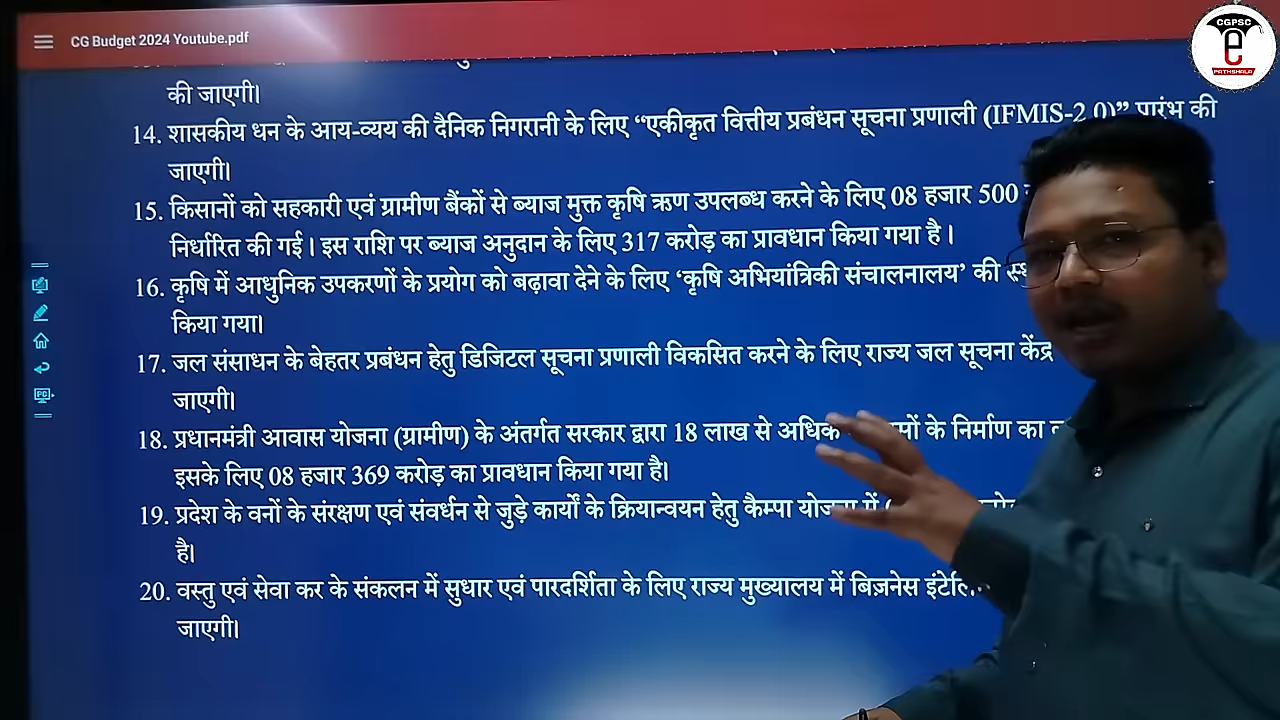 CG Budget 2024 Youtube.pdf
CGPSC
e
PATHSHALA
की जाएगी।
14. शासकीय धन के आय-व्यय की दैनिक निगरानी के लिए “एकीकृत वित्तीय प्रबंधन सूचना प्रणाली (IFMIS-2.0)” प्रारंभ की
जाएगी।
15. किसानों को सहकारी एवं ग्रामीण बैंकों से ब्याज मुक्त कृषि ऋण उपलब्ध करने के लिए 08 हजार 500
निर्धारित की गई। इस राशि पर ब्याज अनुदान के लिए 317 करोड़ का प्रावधान किया गया है।
16. कृषि में आधुनिक उपकरणों के प्रयोग को बढ़ावा देने के लिए ‘कृषि अभियांत्रिकी संचालनालय’ की
किया गया।
17. जल संसाधन के बेहतर प्रबंधन हेतु डिजिटल सूचना प्रणाली विकसित करने के लिए राज्य जल सूचना केंद्र
जाएगी।
18. प्रधानमंत्री आवास योजना (ग्रामीण) के अंतर्गत सरकार द्वारा 18 लाख से अधिक के निर्माण का
इसके लिए 08 हजार 369 करोड़ का प्रावधान किया गया है।
19. प्रदेश के वनों के संरक्षण एवं संवर्धन से जुड़े कार्यों के क्रियान्वयन हेतु कैम्पा योजना में
है।
20. वस्तु एवं सेवा कर के संकलन में सुधार एवं पारदर्शिता के लिए राज्य मुख्यालय में बिज़नेस
जाएगी।
PC